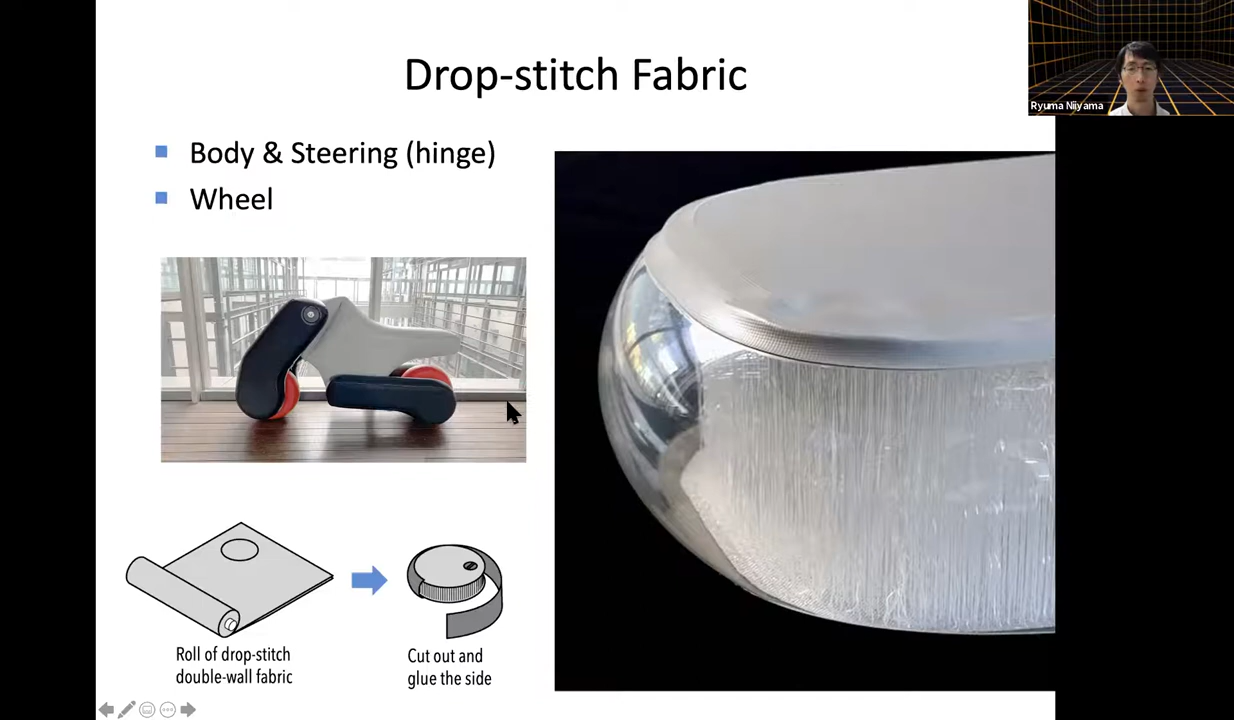 Drop-stitch Fabric
Ryuma Niiyama
Body & Steering (hinge)
Wheel
Roll of drop-stitch
double-wall fabric
Cut out and
glue the side